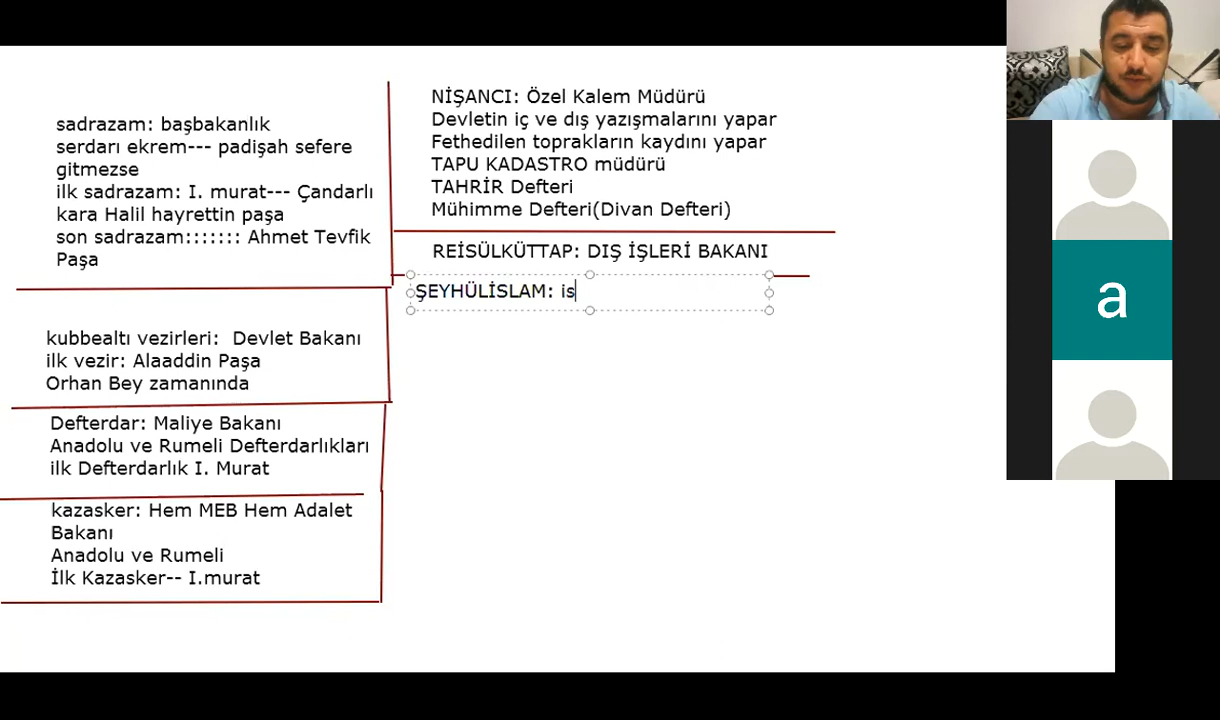 sadrazam: başbakanlık
serdarı ekrem--- padişah sefere
gitmezse
ilk sadrazam: I. murat--- Çandarlı
kara Halil hayrettin paşa
son sadrazam::::::: Ahmet Tevfik
Paşa
kubbealtı vezirleri:  Devlet Bakanı
ilk vezir: Alaaddin Paşa
Orhan Bey zamanında
Defterdar: Maliye Bakanı
Anadolu ve Rumeli Defterdarlıkları
ilk Defterdarlık I. Murat
kazasker: Hem MEB Hem Adalet
Bakanı
Anadolu ve Rumeli
İlk Kazasker-- I.murat
NİŞANCI: Özel Kalem Müdürü
Devletin iç ve dış yazışmalarını yapar
Fethedilen toprakların kaydını yapar
TAPU KADASTRO müdürü
TAHRİR Defteri
Mühimme Defteri(Divan Defteri)
REİSÜLKÜTTAP: DIŞ İŞLERİ BAKANI
ŞEYHÜLİSLAM: is
a